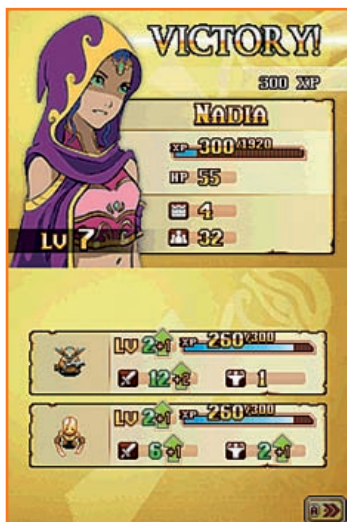 VICTORY!
300 XP
NADIA
XP 300/1920
HP 55
4
LV 7
32
LV 2+1 XP 260/300
12+2 1
LV 2+1 XP 260/300
6+1 2+1
A